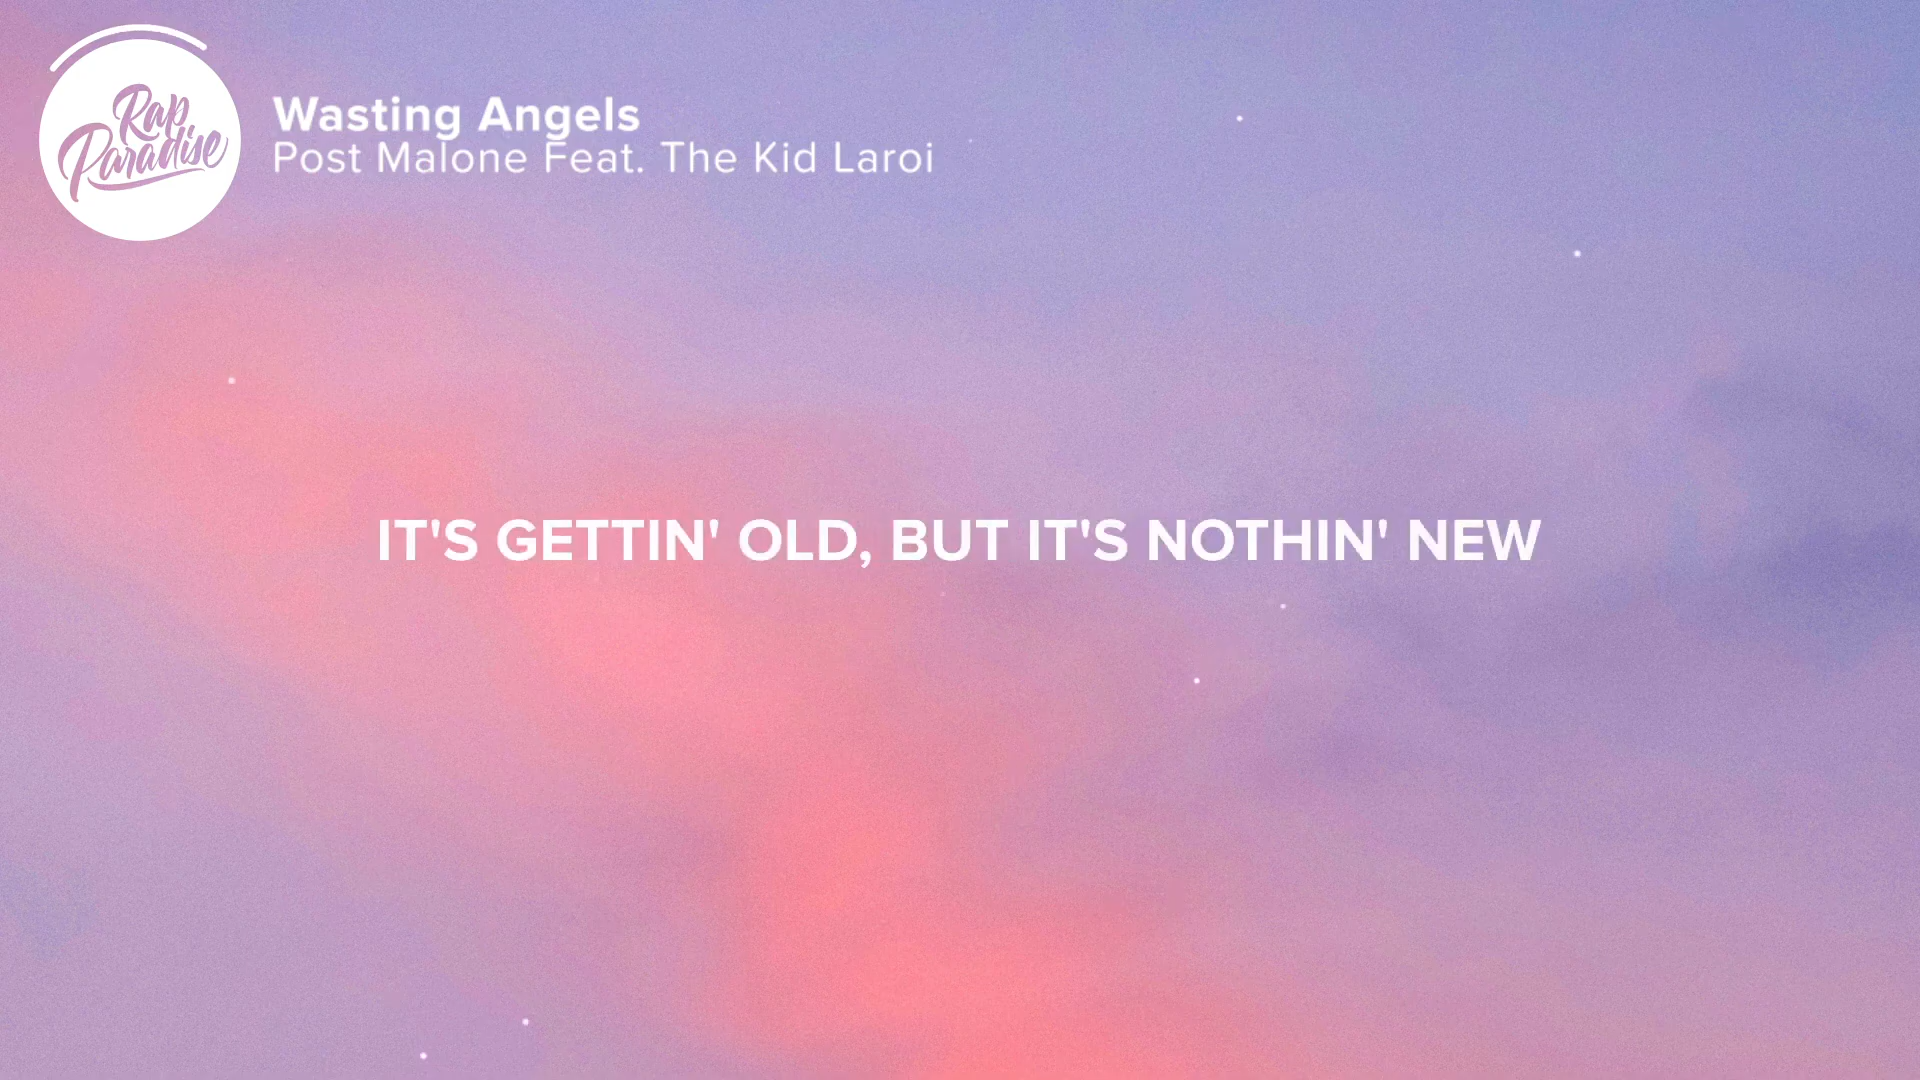 Rap
Paradise
Wasting Angels
Post Malone Feat. The Kid Laroi
IT'S GETTIN' OLD, BUT IT'S NOTHIN' NEW